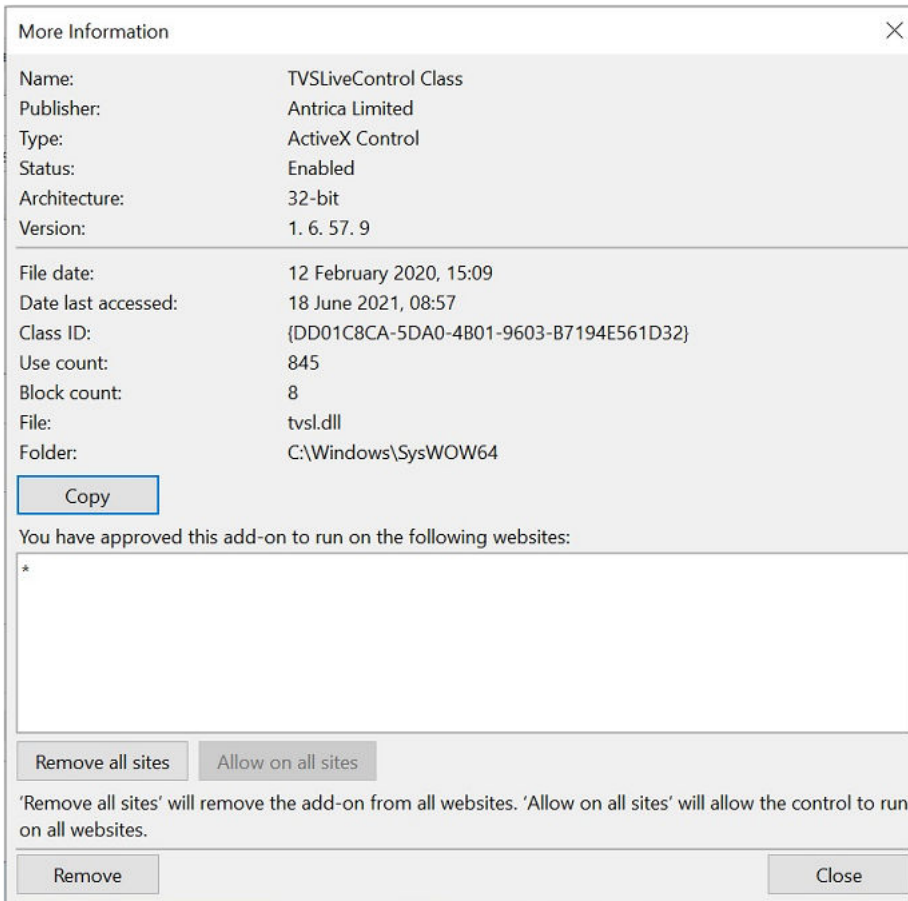 More Information
Name: TVSLiveControl Class
Publisher: Antrica Limited
Type: ActiveX Control
Status: Enabled
Architecture: 32-bit
Version: 1. 6. 57. 9
File date: 12 February 2020, 15:09
Date last accessed: 18 June 2021, 08:57
Class ID: {DD01C8CA-5DA0-4B01-9603-B7194E561D32}
Use count: 845
Block count: 8
File: tvsl.dll
Folder: C:\Windows\SysWOW64
Copy
You have approved this add-on to run on the following websites:
*
Remove all sites Allow on all sites
'Remove all sites' will remove the add-on from all websites. 'Allow on all sites' will allow the control to run
on all websites.
Remove Close